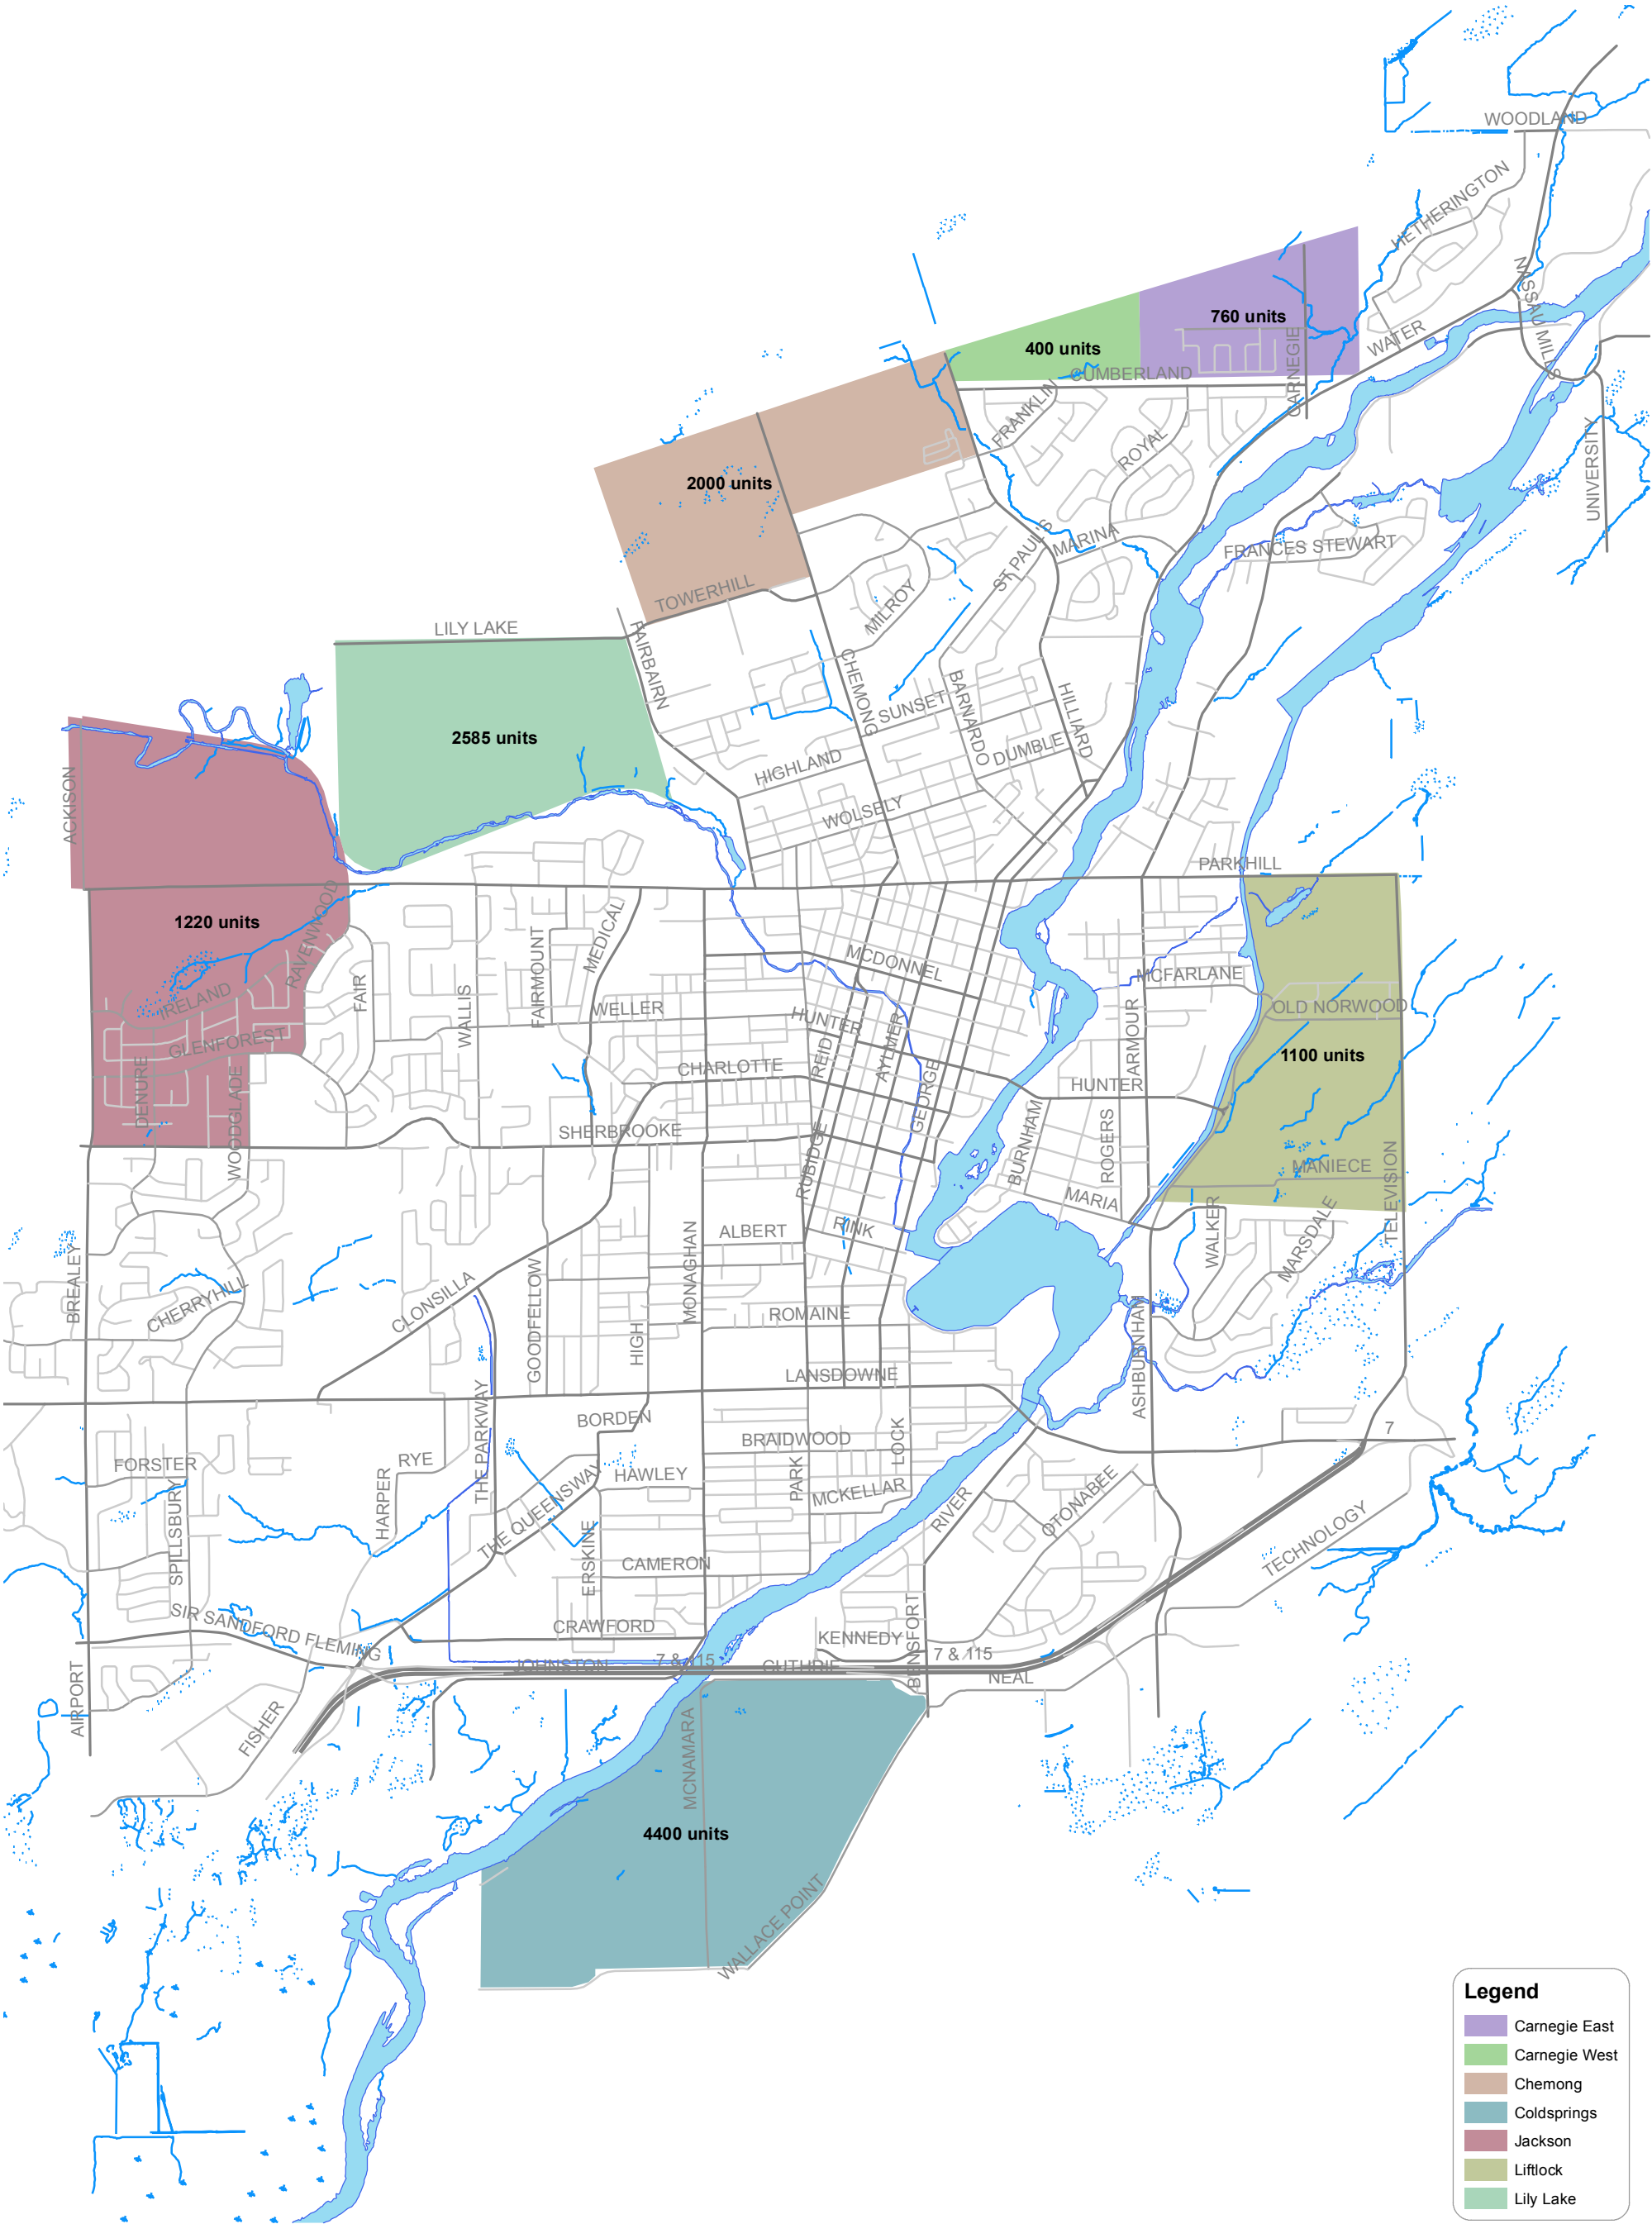 WOODLAND
HETHERINGTON
NASSAU MILLS
760 units
WATER
CARNEGIE
400 units
CUMBERLAND
FRANKLIN
ROYAL
UNIVERSITY
2000 units
ST PAUL'S
MARINA
FRANCES STEWART
TOWERHILL
MILROY
LILY LAKE
FAIRBAIRN
CHEMONG
BARNARDO
HILLIARD
SUNSET
2585 units
DUMBLE
HIGHLAND
ACKISON
WOLSELY
PARKHILL
1220 units
RAVENWOOD
MEDICAL
FAIRMOUNT
MCDONNEL
MCFARLANE
FAIR
IRELAND
WALLIS
WELLER
HUNTER
OLD NORWOOD
GLENFOREST
REID
AYLMER
ARMOUR
1100 units
CHARLOTTE
GEORGE
HUNTER
DENURE
WOODGLADE
SHERBROOKE
RUBIDGE
BURNHAM
ROGERS
MANIECE
TELEVISION
MARIA
ALBERT
RINK
WALKER
MARSDALE
BREALEY
MONAGHAN
CHERRYHILL
CLONSILLA
GOODFELLOW
HIGH
ROMAINE
ASHBURNHAM
LANSDOWNE
THE PARKWAY
BORDEN
BRAIDWOOD
LOCK
7
FORSTER
RYE
HAWLEY
PARK
MCKELLAR
SPILLSBURY
HARPER
THE QUEENSWAY
RIVER
OTONABEE
ERSKINE
CAMERON
TECHNOLOGY
SIR SANDFORD FLEMING
CRAWFORD
KENNEDY
BENSFORT
JOHNSTON
7 & 115
GUTHRIE
7 & 115
NEAL
AIRPORT
FISHER
MCNAMARA
4400 units
WALLACE POINT
Legend
Carnegie East
Carnegie West
Chemong
Coldsprings
Jackson
Liftlock
Lily Lake